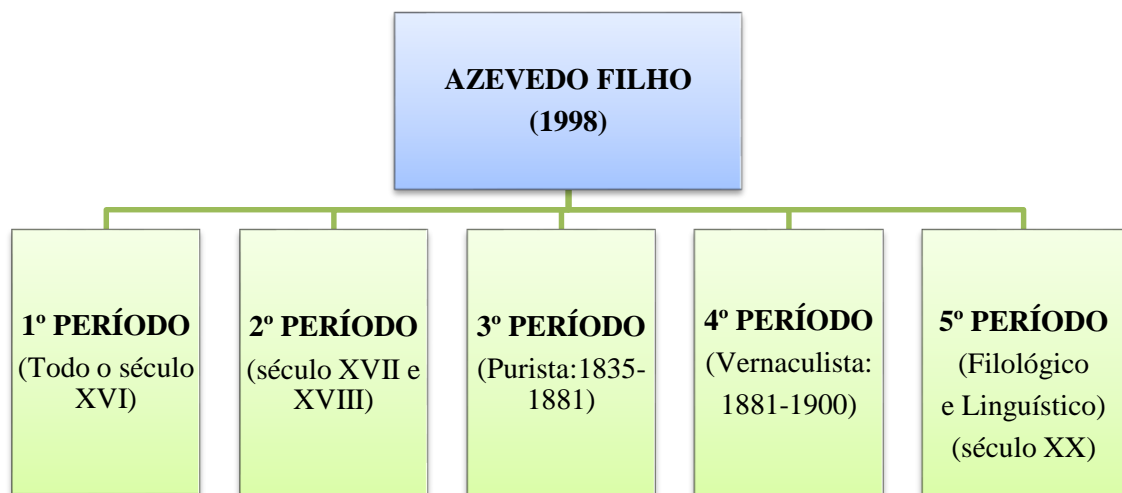 AZEVEDO FILHO
(1998)
1º PERÍODO
(Todo o século
XVI)
2º PERÍODO
(século XVII e
XVIII)
3º PERÍODO
(Purista:1835-
1881)
4º PERÍODO
(Vernaculista:
1881-1900)
5º PERÍODO
(Filológico
e Linguístico)
(século XX)